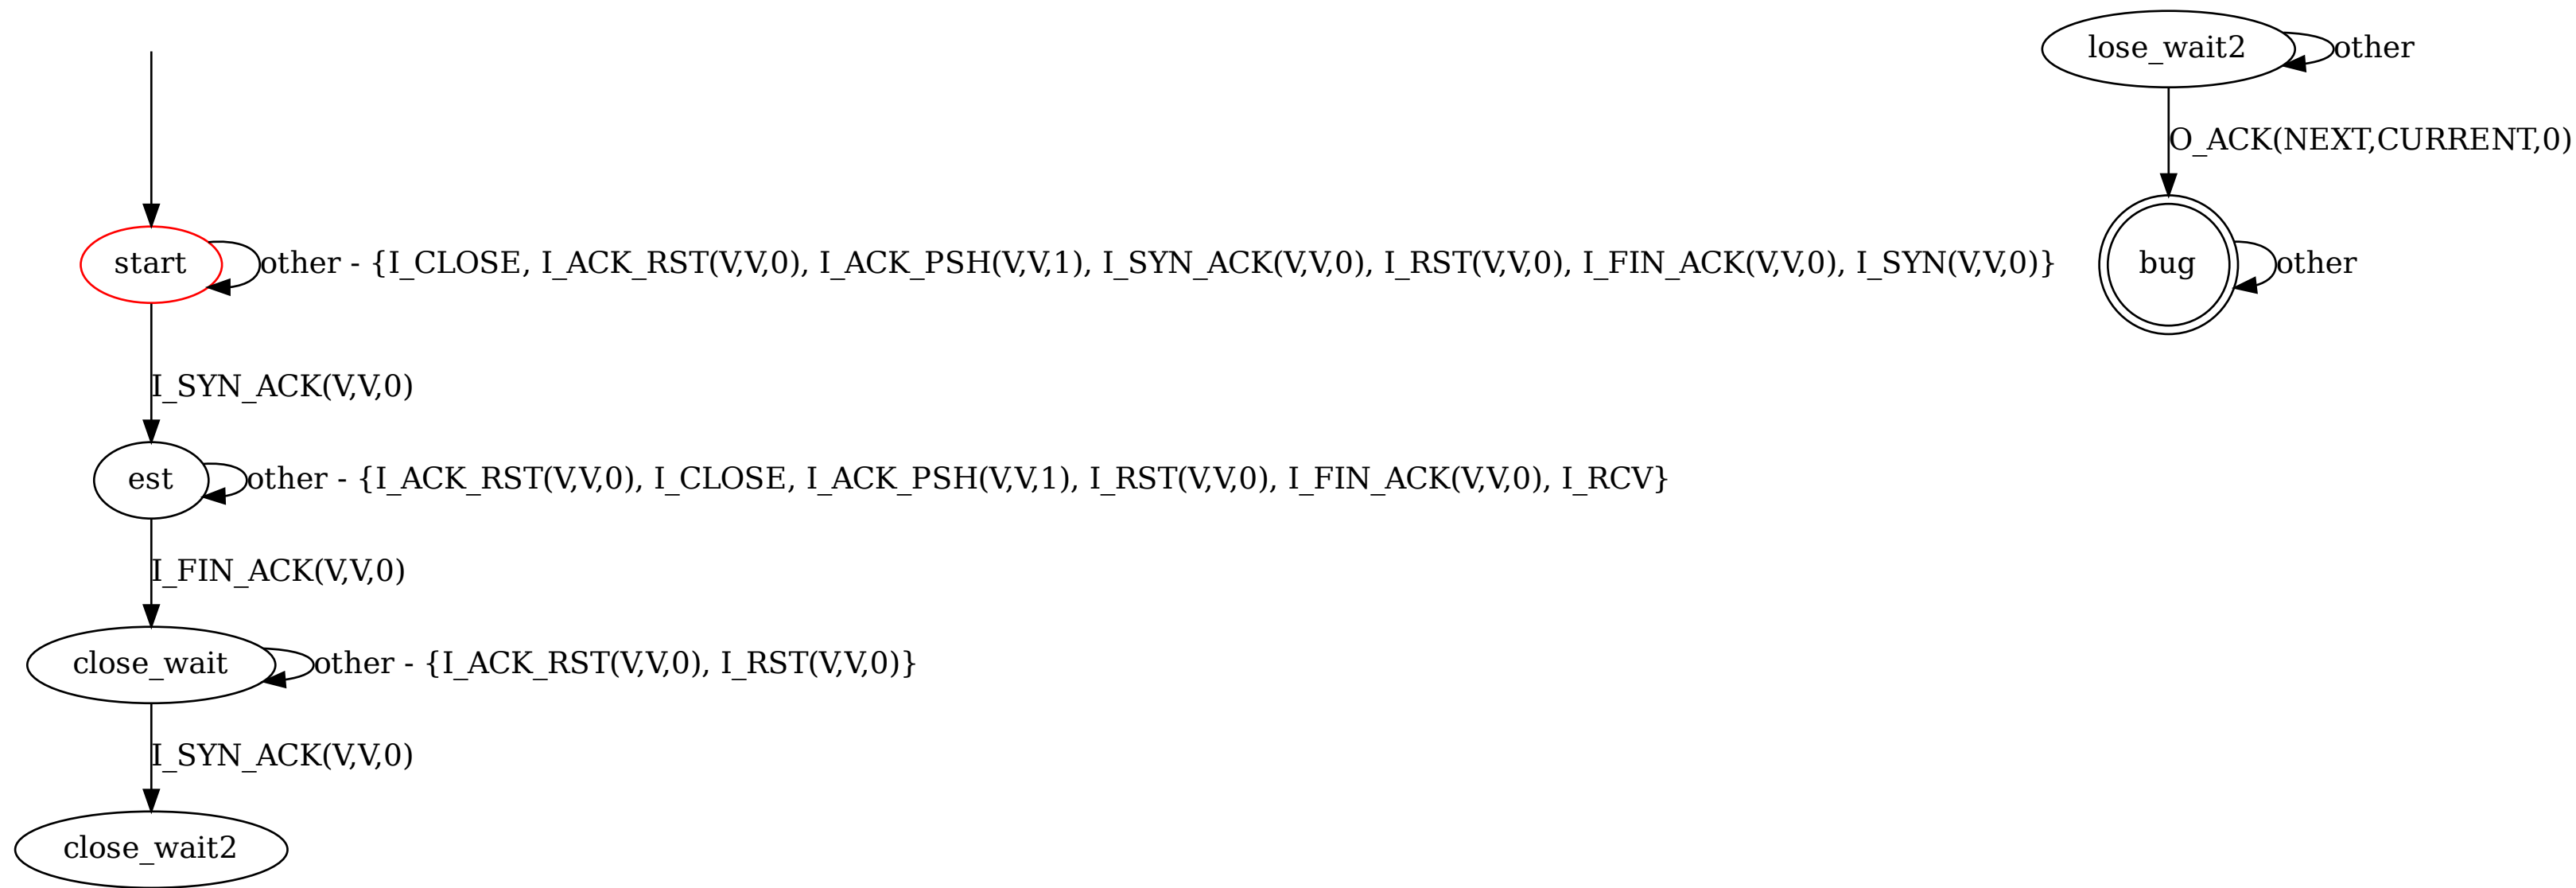 lose_wait2
other
O_ACK(NEXT,CURRENT,0)
start
other - {I_CLOSE, I_ACK_RST(V,V,0), I_ACK_PSH(V,V,1), I_SYN_ACK(V,V,0), I_RST(V,V,0), I_FIN_ACK(V,V,0), I_SYN(V,V,0)}
bug
other
I_SYN_ACK(V,V,0)
est
other - {I_ACK_RST(V,V,0), I_CLOSE, I_ACK_PSH(V,V,1), I_RST(V,V,0), I_FIN_ACK(V,V,0), I_RCV}
I_FIN_ACK(V,V,0)
close_wait
other - {I_ACK_RST(V,V,0), I_RST(V,V,0)}
I_SYN_ACK(V,V,0)
close_wait2